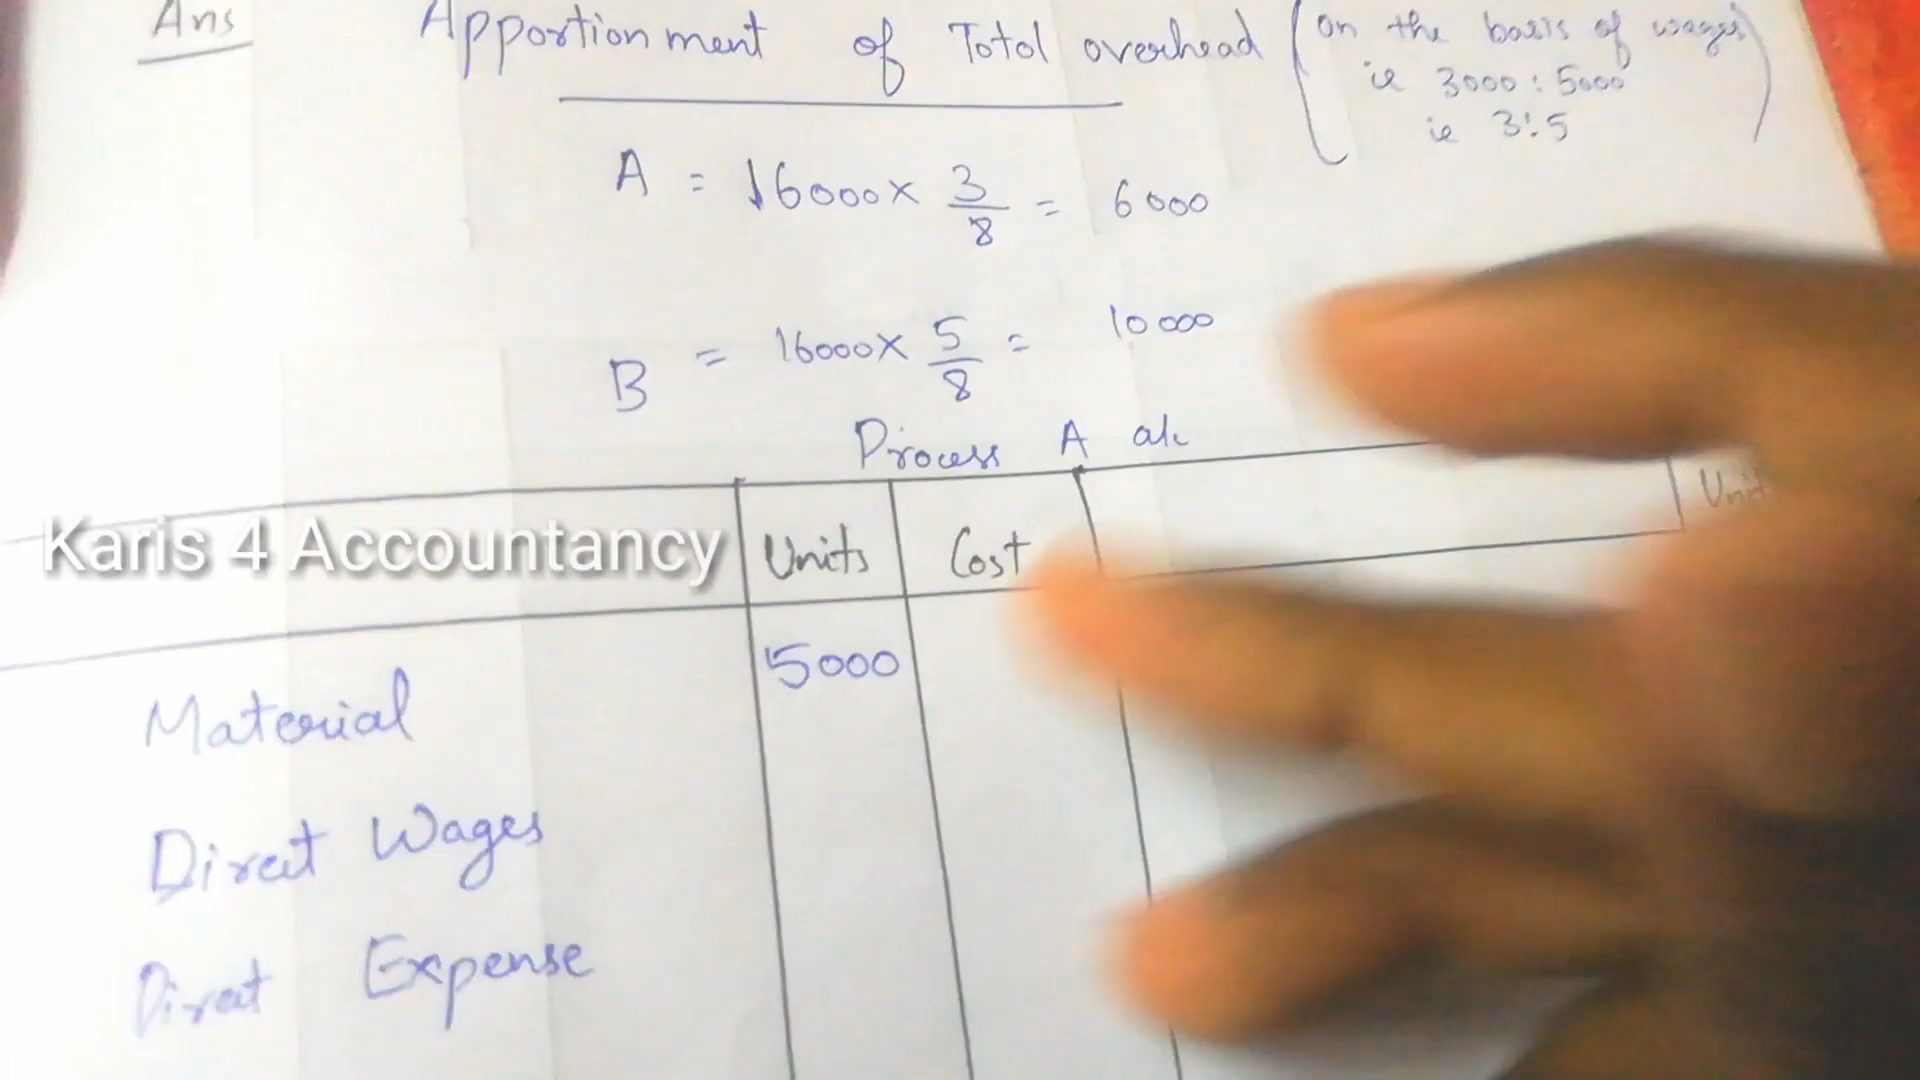 Ans
Apportionment of Total overhead
(on the basis of wages)
ie 3000 : 5000
ie 3:5
A = 16000 x 3/8 = 6000
B = 16000 x 5/8 = 10000
Process A a/c
Karis 4 Accountancy
Units Cost
Material 5000
Direct Wages
Direct Expense